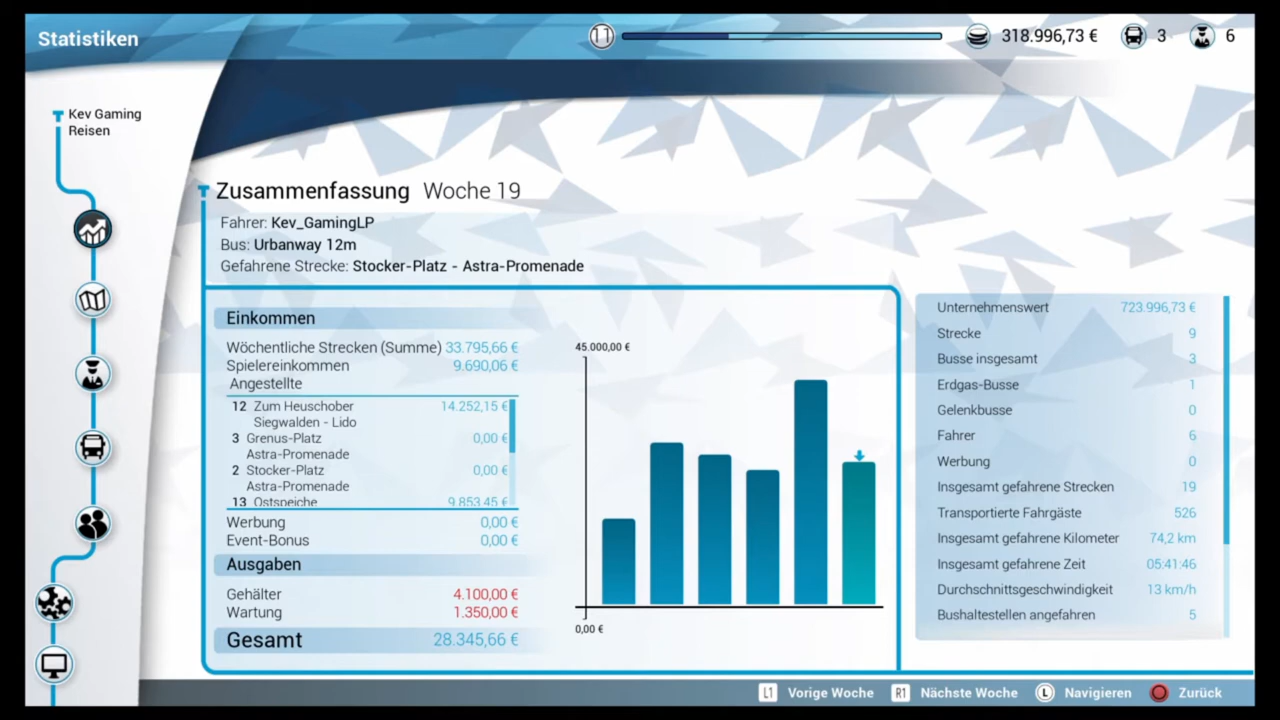 Statistiken
11
318.996,73 €
3
6
Kev Gaming
Reisen
Zusammenfassung Woche 19
Fahrer: Kev_GamingLP
Bus: Urbanway 12m
Gefahrene Strecke: Stocker-Platz - Astra-Promenade
Einkommen
Wöchentliche Strecken (Summe) 33.795,66 €
Spielereinkommen 9.690,06 €
Angestellte
12 Zum Heuschober 14.252,15 €
Siegwalden - Lido
3 Grenus-Platz 0,00 €
Astra-Promenade
2 Stocker-Platz 0,00 €
Astra-Promenade
13 Ostspeiche 9.853,45 €
Werbung 0,00 €
Event-Bonus 0,00 €
Ausgaben
Gehälter 4.100,00 €
Wartung 1.350,00 €
Gesamt 28.345,66 €
45.000,00 €
0,00 €
Unternehmenswert 723.996,73 €
Strecke 9
Busse insgesamt 3
Erdgas-Busse 1
Gelenkbusse 0
Fahrer 6
Werbung 0
Insgesamt gefahrene Strecken 19
Transportierte Fahrgäste 526
Insgesamt gefahrene Kilometer 74,2 km
Insgesamt gefahrene Zeit 05:41:46
Durchschnittsgeschwindigkeit 13 km/h
Bushaltestellen angefahren 5
L1 Vorige Woche R1 Nächste Woche L Navigieren Zurück